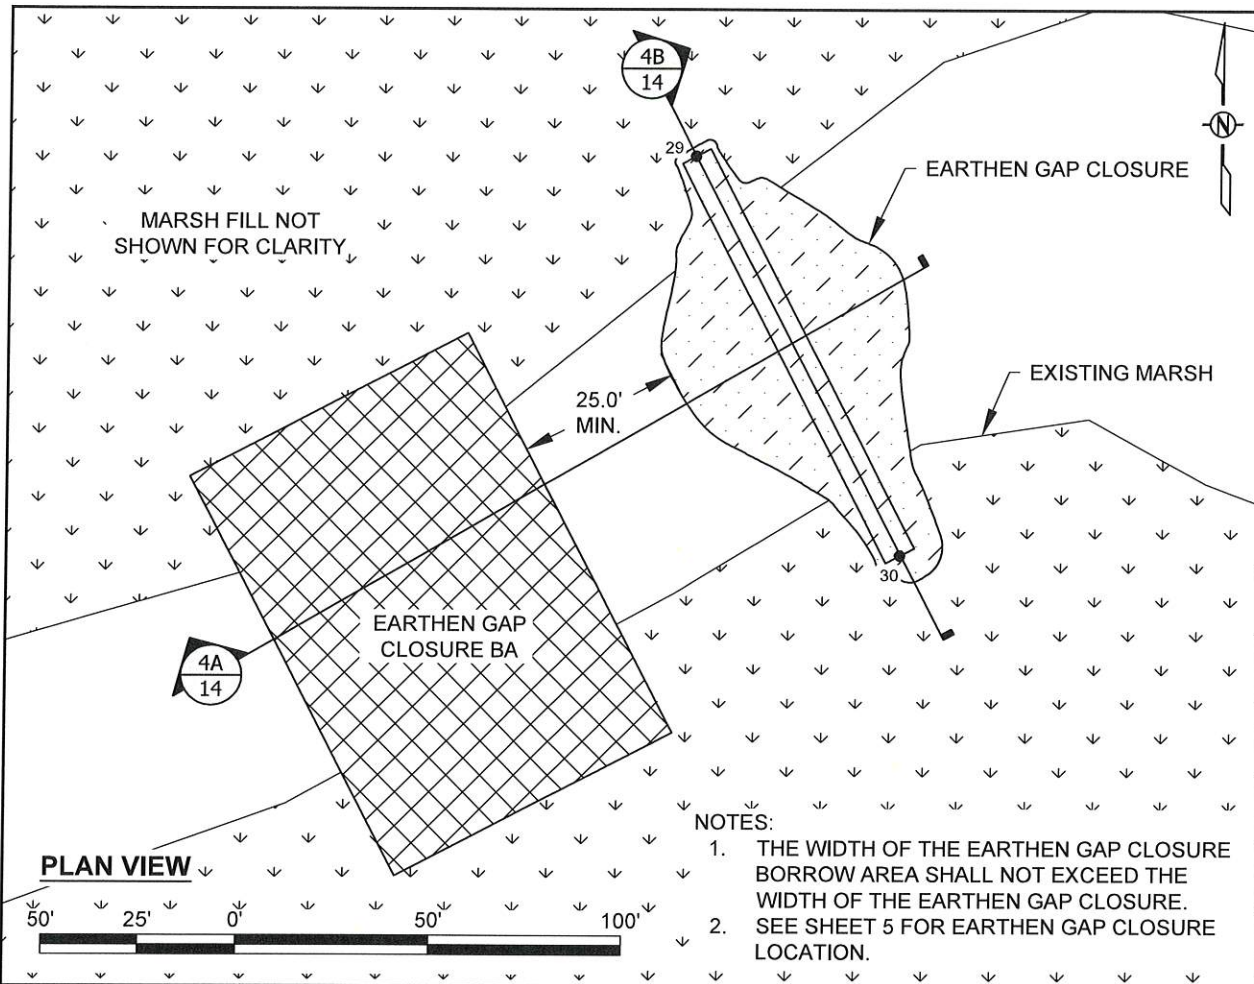 4B
14
29
N
EARTHEN GAP CLOSURE
MARSH FILL NOT
SHOWN FOR CLARITY
EXISTING MARSH
25.0'
MIN.
30
EARTHEN GAP
CLOSURE BA
4A
14
NOTES:
1. THE WIDTH OF THE EARTHEN GAP CLOSURE
BORROW AREA SHALL NOT EXCEED THE
WIDTH OF THE EARTHEN GAP CLOSURE.
2. SEE SHEET 5 FOR EARTHEN GAP CLOSURE
LOCATION.
PLAN VIEW
50' 25' 0' 50' 100'